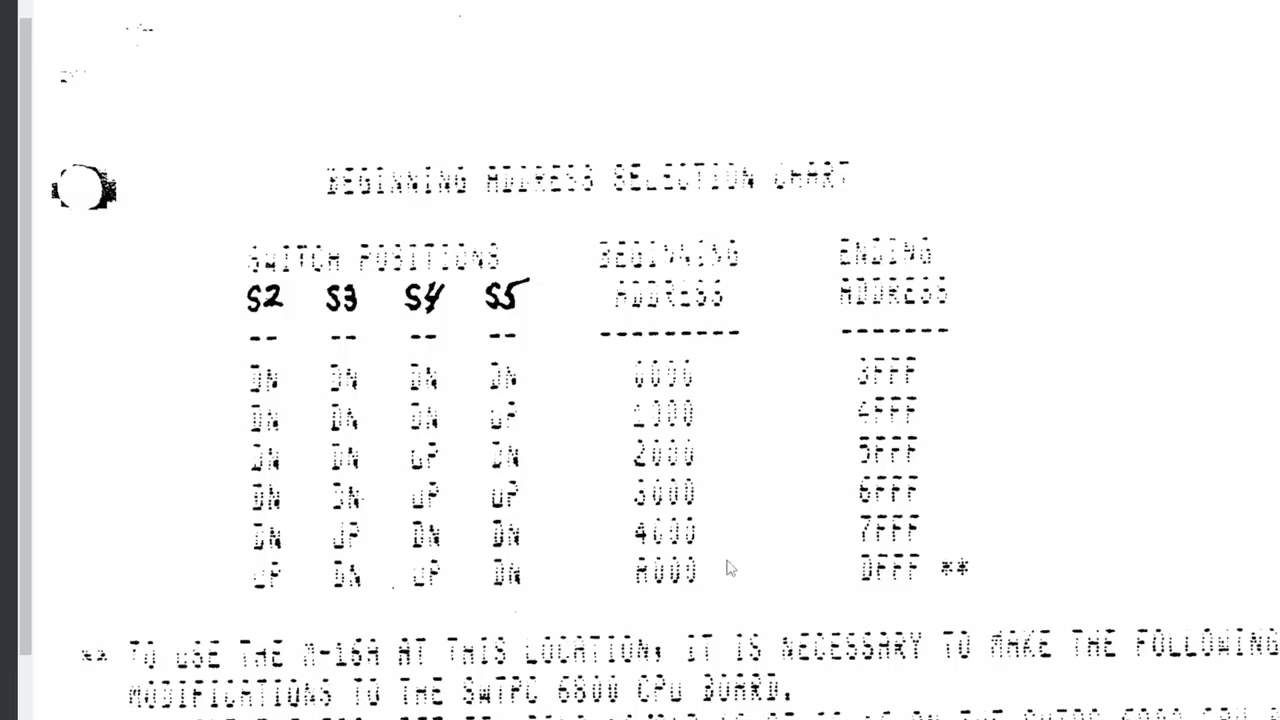 BEGINNING ADDRESS SELECTION CHART
SWITCH POSITIONS BEGINNING ENDING
S2 S3 S4 S5 ADDRESS ADDRESS
-- -- -- -- --------- -------
DN DN DN DN 0000 3FFF
DN DN DN UP 1000 4FFF
DN DN UP DN 2000 5FFF
DN DN UP UP 3000 6FFF
DN UP DN DN 4000 7FFF
UP DN UP DN A000 DFFF **
** TO USE THE M-16A AT THIS LOCATION, IT IS NECESSARY TO MAKE THE FOLLOWING
MODIFICATIONS TO THE SWTPC 6800 CPU BOARD.